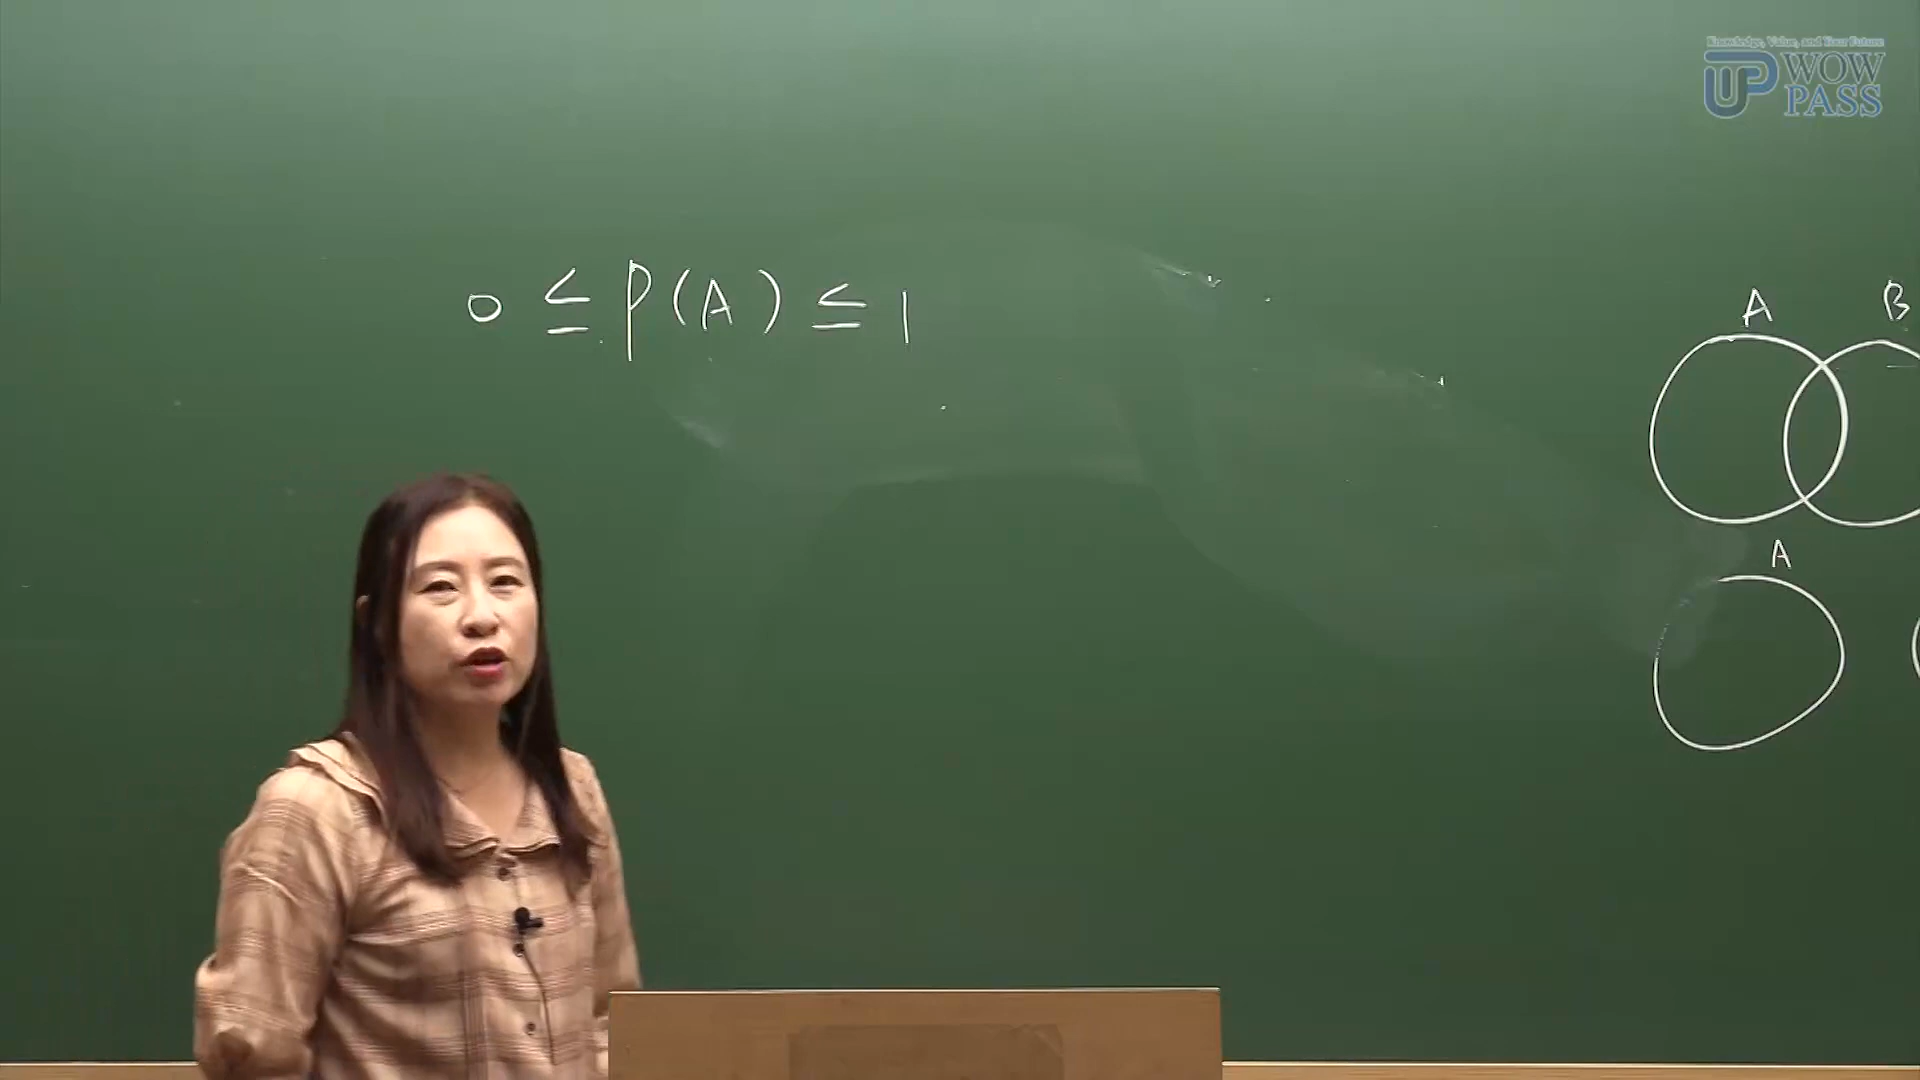 Knowledge, Value, and Your Future
UP WOW
PASS
0 ≤ P(A) ≤ 1
A B
A